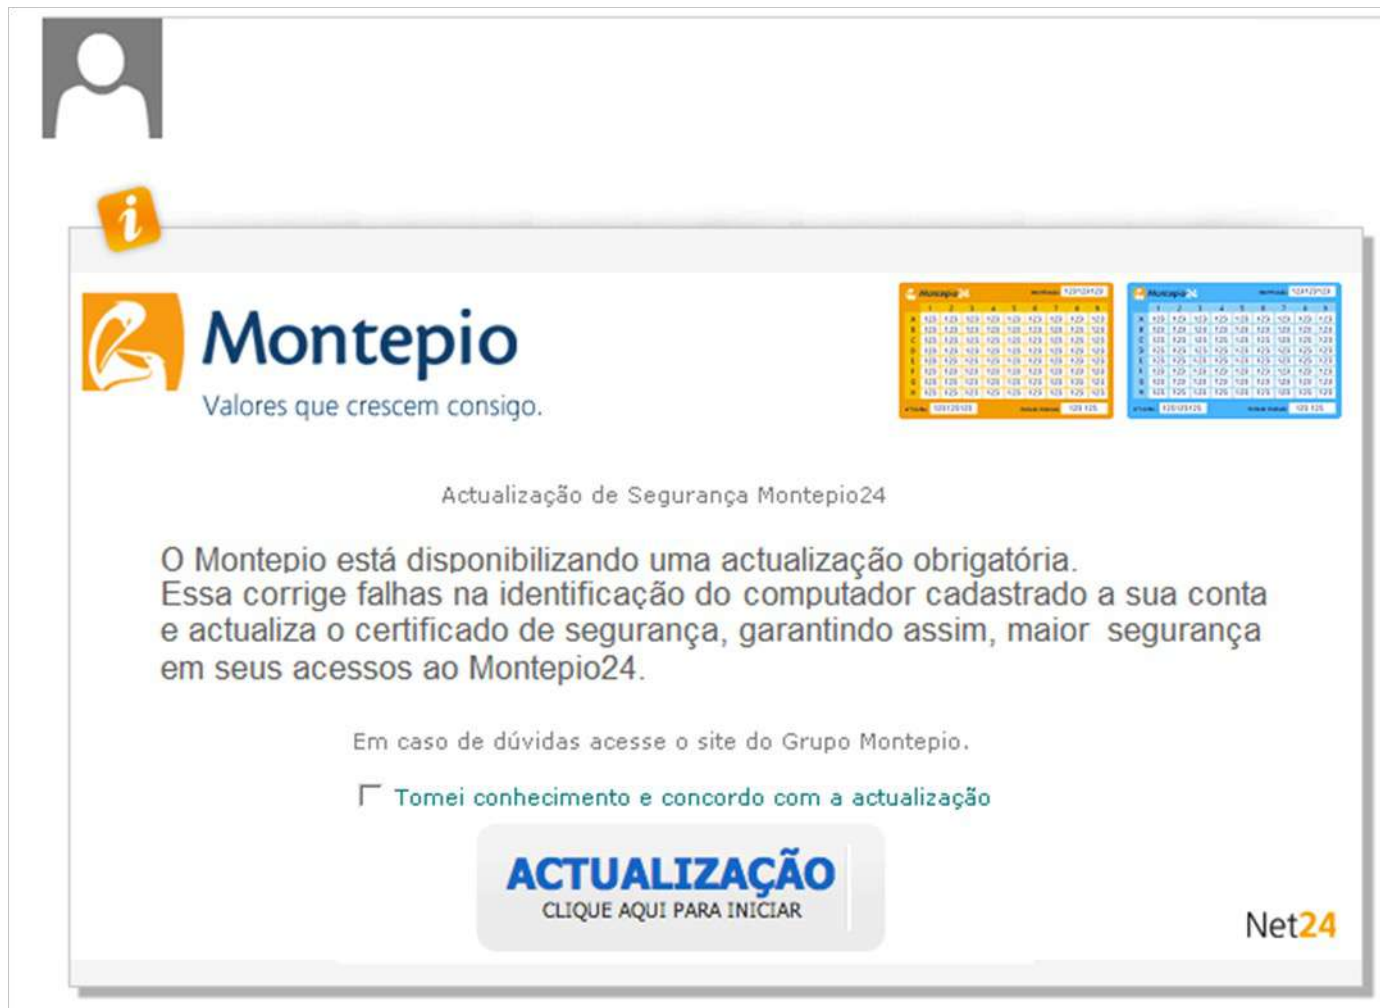 Montepio
Valores que crescem consigo.
Montepio24
Montepio24
Actualização de Segurança Montepio24
O Montepio está disponibilizando uma actualização obrigatória.
Essa corrige falhas na identificação do computador cadastrado a sua conta
e actualiza o certificado de segurança, garantindo assim, maior segurança
em seus acessos ao Montepio24.
Em caso de dúvidas acesse o site do Grupo Montepio.
Tomei conhecimento e concordo com a actualização
ACTUALIZAÇÃO
CLIQUE AQUI PARA INICIAR
Net24